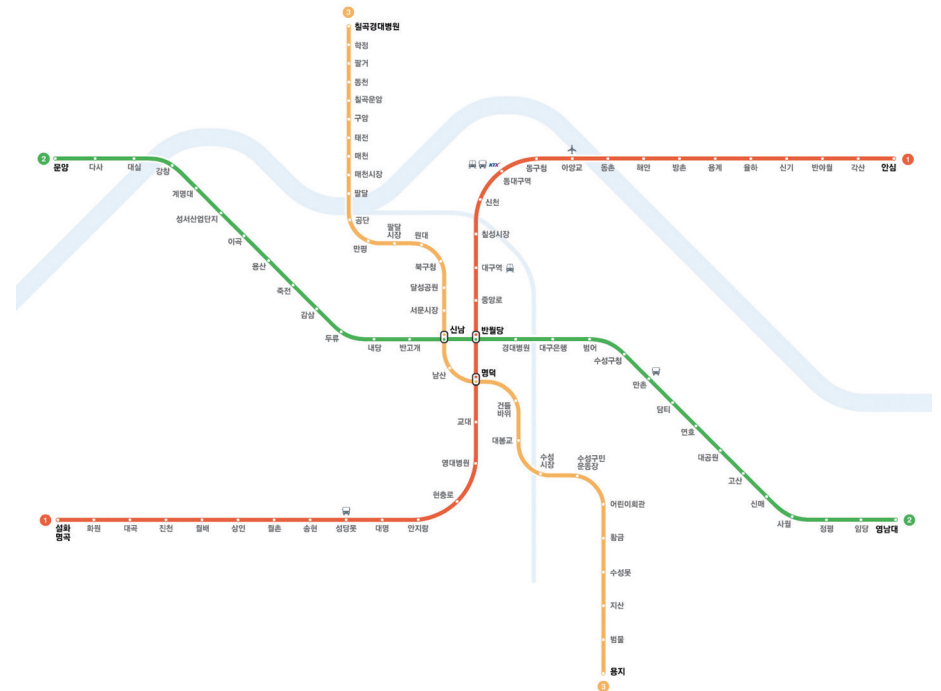 3
칠곡경대병원
학정
팔거
동천
칠곡운암
구암
태전
매천
매천시장
팔달
공단
만평
팔달
시장
원대
북구청
달성공원
서문시장
신남
남산
명덕
건들
바위
대봉교
수성
시장
수성구민
운동장
어린이회관
황금
수성못
지산
범물
용지
3
2
문양
다사
대실
강창
계명대
성서산업단지
이곡
용산
죽전
감삼
두류
내당
반고개
반월당
경대병원
대구은행
범어
수성구청
만촌
담티
연호
대공원
고산
신매
사월
정평
임당
영남대
2
1
안심
각산
반야월
신기
율하
용계
방촌
해안
동촌
아양교
동구청
동대구역
KTX
신천
칠성시장
대구역
중앙로
교대
영대병원
현충로
안지랑
대명
성당못
송현
월촌
상인
월배
진천
대곡
화원
설화
명곡
1